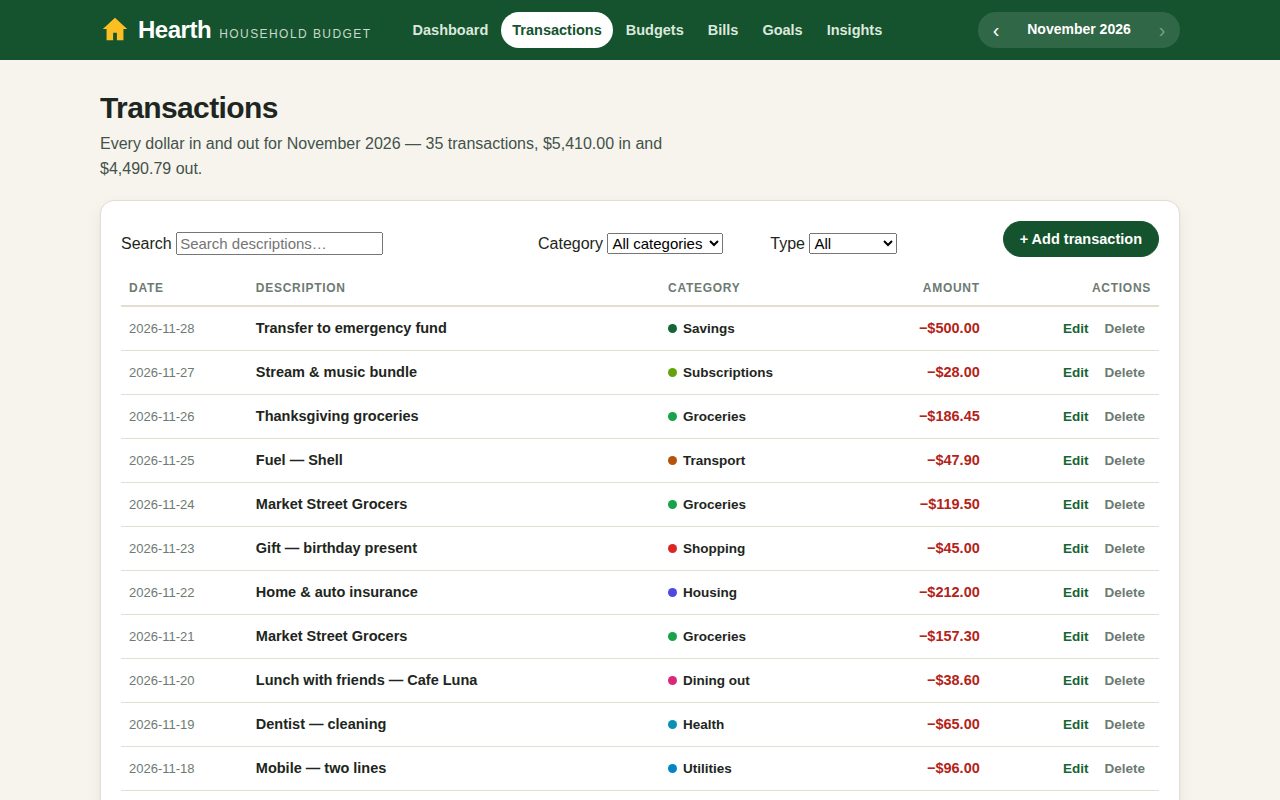 Hearth HOUSEHOLD BUDGET Dashboard Transactions Budgets Bills Goals Insights ‹ November 2026 ›
Transactions
Every dollar in and out for November 2026 — 35 transactions, $5,410.00 in and
$4,490.79 out.
Search Search descriptions… Category All categories Type All + Add transaction
DATE DESCRIPTION CATEGORY AMOUNT ACTIONS
2026-11-28 Transfer to emergency fund Savings −$500.00 Edit Delete
2026-11-27 Stream & music bundle Subscriptions −$28.00 Edit Delete
2026-11-26 Thanksgiving groceries Groceries −$186.45 Edit Delete
2026-11-25 Fuel — Shell Transport −$47.90 Edit Delete
2026-11-24 Market Street Grocers Groceries −$119.50 Edit Delete
2026-11-23 Gift — birthday present Shopping −$45.00 Edit Delete
2026-11-22 Home & auto insurance Housing −$212.00 Edit Delete
2026-11-21 Market Street Grocers Groceries −$157.30 Edit Delete
2026-11-20 Lunch with friends — Cafe Luna Dining out −$38.60 Edit Delete
2026-11-19 Dentist — cleaning Health −$65.00 Edit Delete
2026-11-18 Mobile — two lines Utilities −$96.00 Edit Delete